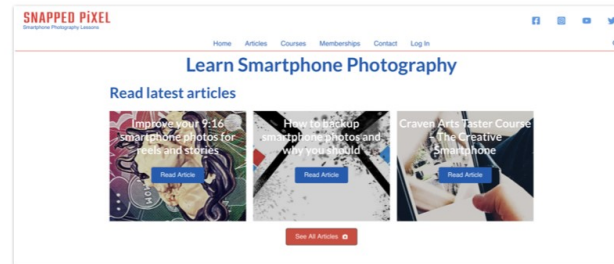 SNAPPED PiXEL
Smartphone Photography Lessons
Home Articles Courses Memberships Contact Log In
Learn Smartphone Photography
Read latest articles
Improve your 9:16
smartphone photos for
reels and stories
Read Article
How to backup
smartphone photos and
why you should
Read Article
Craven Arts Taster Course
– The Creative
Smartphone
Read Article
See All Articles